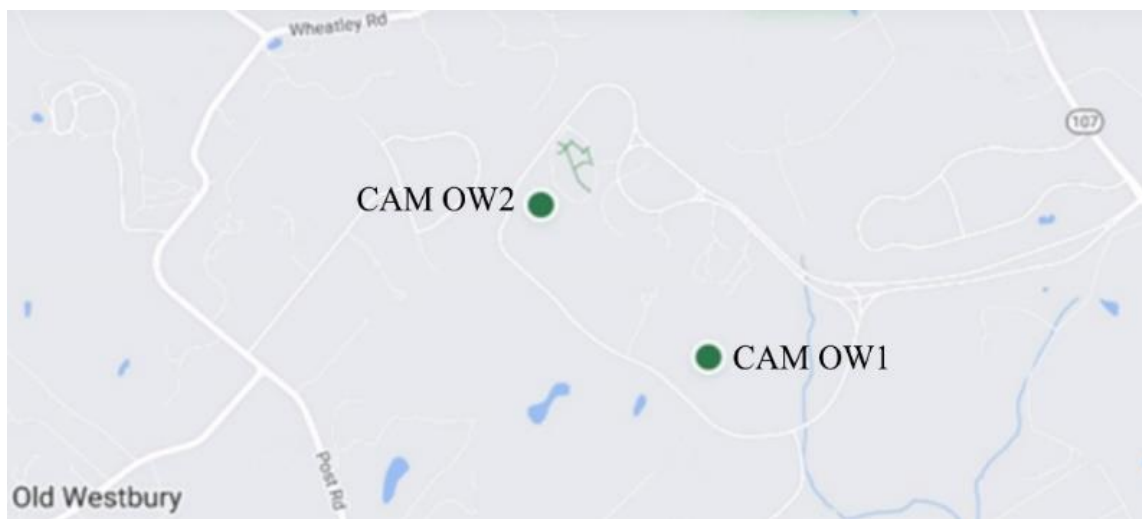 Wheatley Rd
107
CAM OW2
CAM OW1
Post Rd
Old Westbury